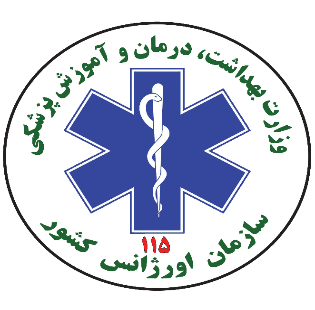 وزارت بهداشت، درمان و آموزش پزشکی
۱۱۵
سازمان اورژانس کشور